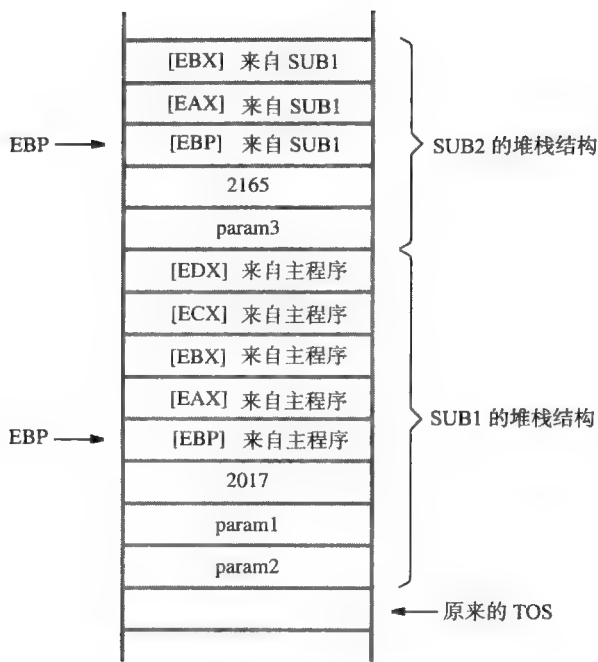 [EBX] 来自 SUB1
[EAX] 来自 SUB1
EBP
[EBP] 来自 SUB1
SUB2 的堆栈结构
2165
param3
[EDX] 来自主程序
[ECX] 来自主程序
[EBX] 来自主程序
[EAX] 来自主程序
SUB1 的堆栈结构
EBP
[EBP] 来自主程序
2017
param1
param2
原来的 TOS